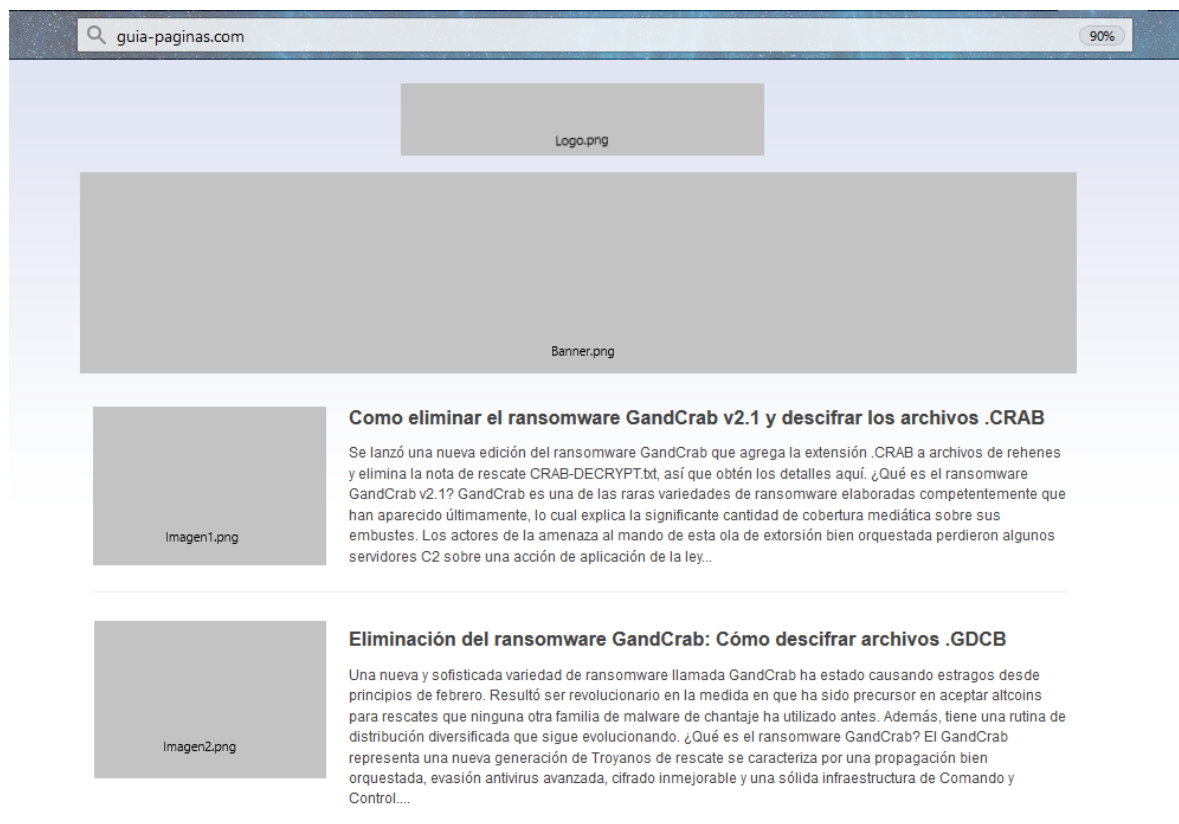 guia-paginas.com
90%
Logo.png
Banner.png
Como eliminar el ransomware GandCrab v2.1 y descifrar los archivos .CRAB
Se lanzó una nueva edición del ransomware GandCrab que agrega la extensión .CRAB a archivos de rehenes
y elimina la nota de rescate CRAB-DECRYPT.txt, así que obtén los detalles aquí. ¿Qué es el ransomware
GandCrab v2.1? GandCrab es una de las raras variedades de ransomware elaboradas competentemente que
han aparecido últimamente, lo cual explica la significante cantidad de cobertura mediática sobre sus
embustes. Los actores de la amenaza al mando de esta ola de extorsión bien orquestada perdieron algunos
servidores C2 sobre una acción de aplicación de la ley...
Imagen1.png
Eliminación del ransomware GandCrab: Cómo descifrar archivos .GDCB
Una nueva y sofisticada variedad de ransomware llamada GandCrab ha estado causando estragos desde
principios de febrero. Resultó ser revolucionario en la medida en que ha sido precursor en aceptar altcoins
para rescates que ninguna otra familia de malware de chantaje ha utilizado antes. Además, tiene una rutina de
distribución diversificada que sigue evolucionando. ¿Qué es el ransomware GandCrab? El GandCrab
representa una nueva generación de Troyanos de rescate se caracteriza por una propagación bien
orquestada, evasión antivirus avanzada, cifrado inmejorable y una sólida infraestructura de Comando y
Control....
Imagen2.png